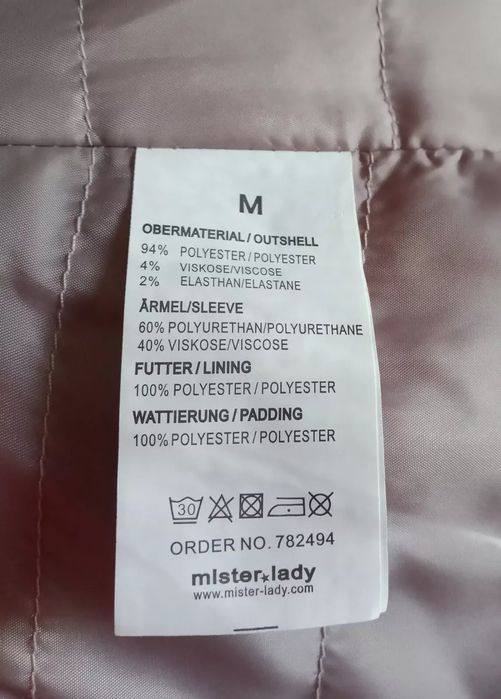 M
OBERMATERIAL / OUTSHELL
94% POLYESTER / POLYESTER
4% VISKOSE/VISCOSE
2% ELASTHAN/ELASTANE
ÄRMEL/SLEEVE
60% POLYURETHAN/POLYURETHANE
40% VISKOSE/VISCOSE
FUTTER / LINING
100% POLYESTER / POLYESTER
WATTIERUNG / PADDING
100% POLYESTER / POLYESTER
30
ORDER NO. 782494
mister★lady
www.mister-lady.com